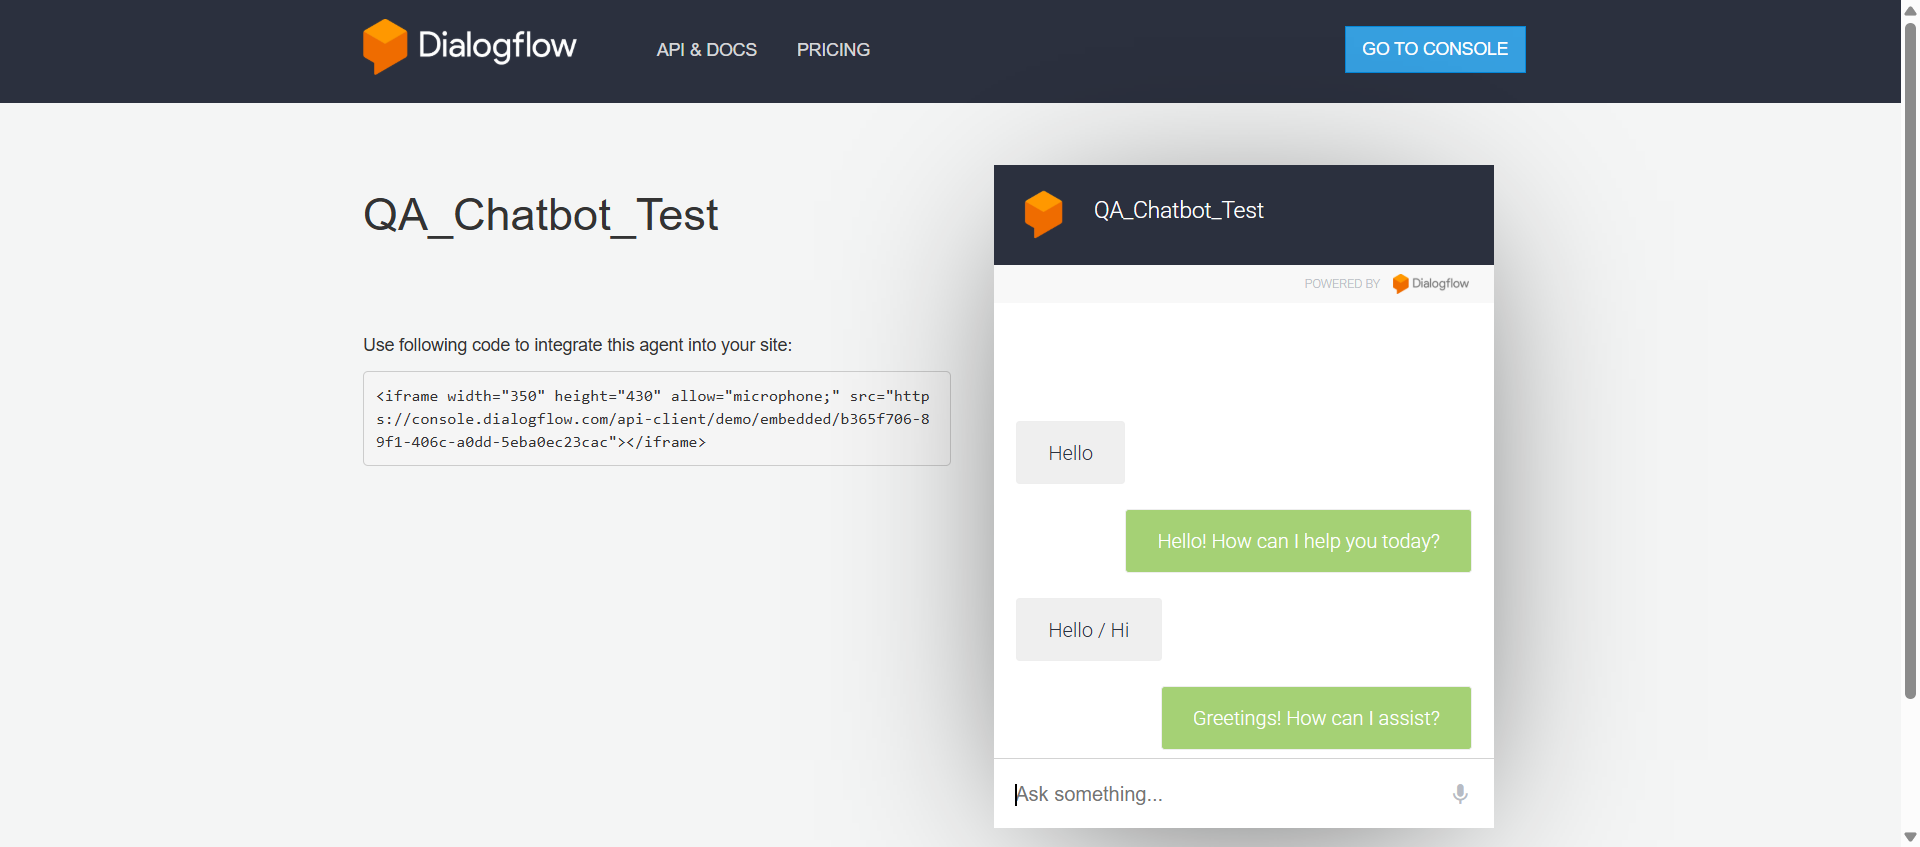 Dialogflow
API & DOCS
PRICING
GO TO CONSOLE
QA_Chatbot_Test
Use following code to integrate this agent into your site:
<iframe width="350" height="430" allow="microphone;" src="http
s://console.dialogflow.com/api-client/demo/embedded/b365f706-8
9f1-406c-a0dd-5eba0ec23cac"></iframe>
QA_Chatbot_Test
POWERED BY Dialogflow
Hello
Hello! How can I help you today?
Hello / Hi
Greetings! How can I assist?
Ask something...